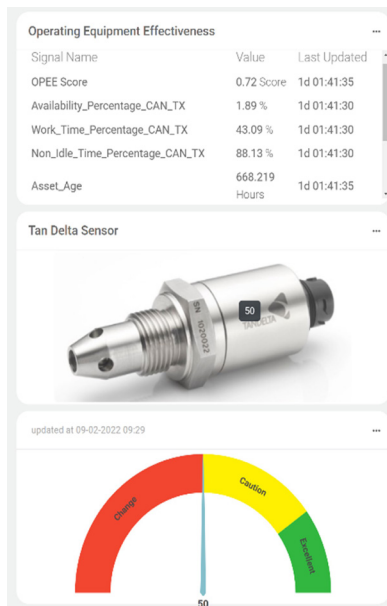 Operating Equipment Effectiveness
Signal Name Value Last Updated
OPEE Score 0.72 Score 1d 01:41:35
Availability_Percentage_CAN_TX 1.89 % 1d 01:41:30
Work_Time_Percentage_CAN_TX 43.09 % 1d 01:41:30
Non_Idle_Time_Percentage_CAN_TX 88.13 % 1d 01:41:30
Asset_Age 668.219 Hours 1d 01:41:35
Tan Delta Sensor
SN 1020022
50
TANDELTA
updated at 09-02-2022 09:29
Change
Caution
Excellent
50